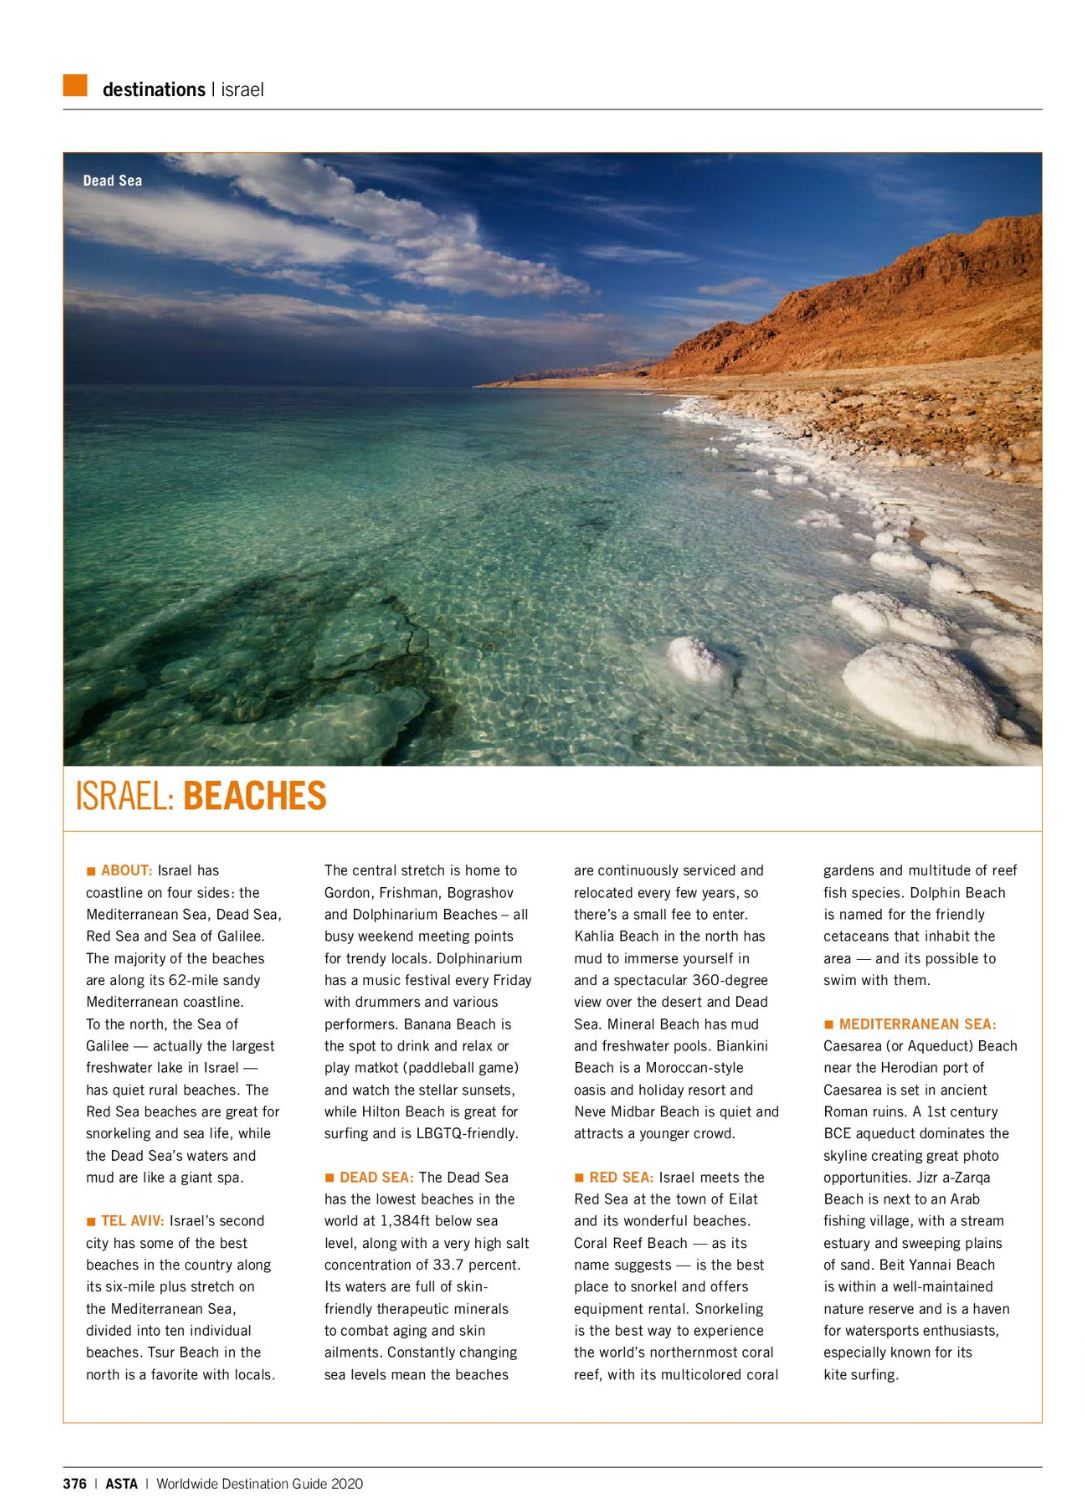 destinations | israel
Dead Sea
ISRAEL: BEACHES
■ ABOUT: Israel has
coastline on four sides: the
Mediterranean Sea, Dead Sea,
Red Sea and Sea of Galilee.
The majority of the beaches
are along its 62-mile sandy
Mediterranean coastline.
To the north, the Sea of
Galilee — actually the largest
freshwater lake in Israel —
has quiet rural beaches. The
Red Sea beaches are great for
snorkeling and sea life, while
the Dead Sea's waters and
mud are like a giant spa.
■ TEL AVIV: Israel's second
city has some of the best
beaches in the country along
its six-mile plus stretch on
the Mediterranean Sea,
divided into ten individual
beaches. Tsur Beach in the
north is a favorite with locals.
The central stretch is home to
Gordon, Frishman, Bograshov
and Dolphinarium Beaches – all
busy weekend meeting points
for trendy locals. Dolphinarium
has a music festival every Friday
with drummers and various
performers. Banana Beach is
the spot to drink and relax or
play matkot (paddleball game)
and watch the stellar sunsets,
while Hilton Beach is great for
surfing and is LBGTQ-friendly.
■ DEAD SEA: The Dead Sea
has the lowest beaches in the
world at 1,384ft below sea
level, along with a very high salt
concentration of 33.7 percent.
Its waters are full of skin-
friendly therapeutic minerals
to combat aging and skin
ailments. Constantly changing
sea levels mean the beaches
are continuously serviced and
relocated every few years, so
there's a small fee to enter.
Kahlia Beach in the north has
mud to immerse yourself in
and a spectacular 360-degree
view over the desert and Dead
Sea. Mineral Beach has mud
and freshwater pools. Biankini
Beach is a Moroccan-style
oasis and holiday resort and
Neve Midbar Beach is quiet and
attracts a younger crowd.
■ RED SEA: Israel meets the
Red Sea at the town of Eilat
and its wonderful beaches.
Coral Reef Beach — as its
name suggests — is the best
place to snorkel and offers
equipment rental. Snorkeling
is the best way to experience
the world's northernmost coral
reef, with its multicolored coral
gardens and multitude of reef
fish species. Dolphin Beach
is named for the friendly
cetaceans that inhabit the
area — and its possible to
swim with them.
■ MEDITERRANEAN SEA:
Caesarea (or Aqueduct) Beach
near the Herodian port of
Caesarea is set in ancient
Roman ruins. A 1st century
BCE aqueduct dominates the
skyline creating great photo
opportunities. Jizr a-Zarqa
Beach is next to an Arab
fishing village, with a stream
estuary and sweeping plains
of sand. Beit Yannai Beach
is within a well-maintained
nature reserve and is a haven
for watersports enthusiasts,
especially known for its
kite surfing.
376 | ASTA | Worldwide Destination Guide 2020